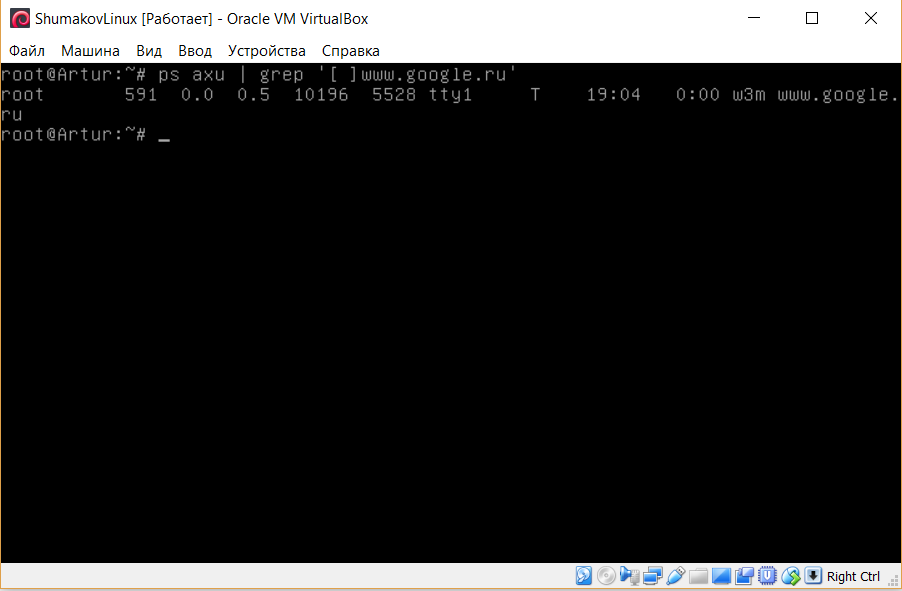 ShumakovLinux [Работает] - Oracle VM VirtualBox
Файл Машина Вид Ввод Устройства Справка
root@Artur:~# ps axu | grep '[ ]www.google.ru'
root 591 0.0 0.5 10196 5528 tty1 T 19:04 0:00 w3m www.google.
ru
root@Artur:~# _
Right Ctrl